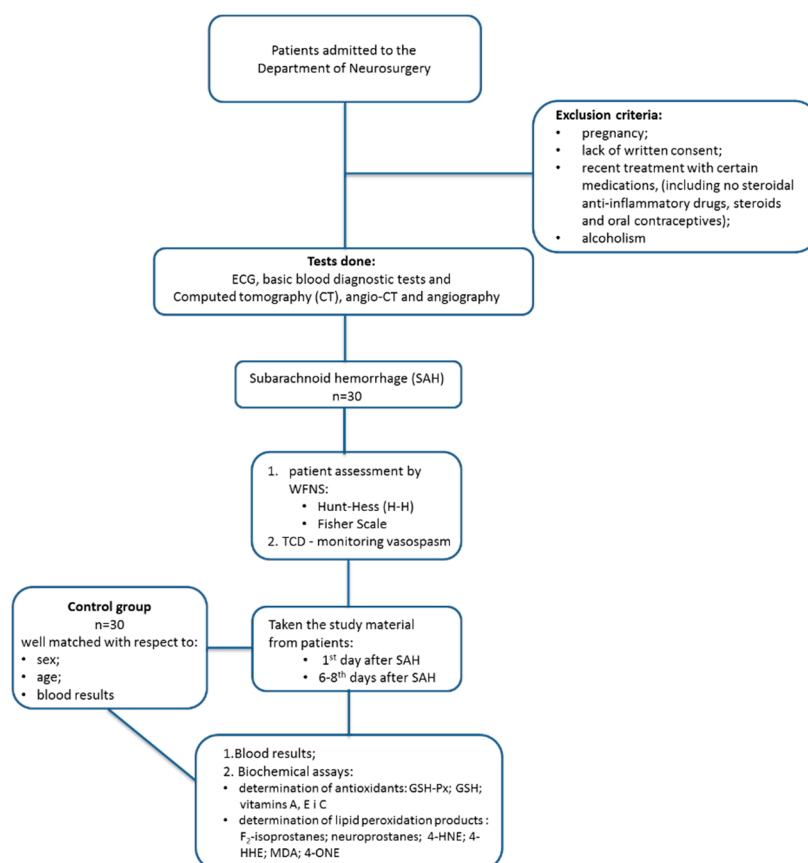 Patients admitted to the
Department of Neurosurgery
Exclusion criteria:
• pregnancy;
• lack of written consent;
• recent treatment with certain
medications, (including no steroidal
anti-inflammatory drugs, steroids
and oral contraceptives);
• alcoholism
Tests done:
ECG, basic blood diagnostic tests and
Computed tomography (CT), angio-CT and angiography
Subarachnoid hemorrhage (SAH)
n=30
1. patient assessment by
WFNS:
• Hunt-Hess (H-H)
• Fisher Scale
2. TCD - monitoring vasospasm
Control group
n=30
well matched with respect to:
• sex;
• age;
• blood results
Taken the study material
from patients:
• 1st day after SAH
• 6-8th days after SAH
1.Blood results;
2. Biochemical assays:
• determination of antioxidants: GSH-Px; GSH;
vitamins A, E i C
• determination of lipid peroxidation products :
F2-isoprostanes; neuroprostanes; 4-HNE; 4-
HHE; MDA; 4-ONE